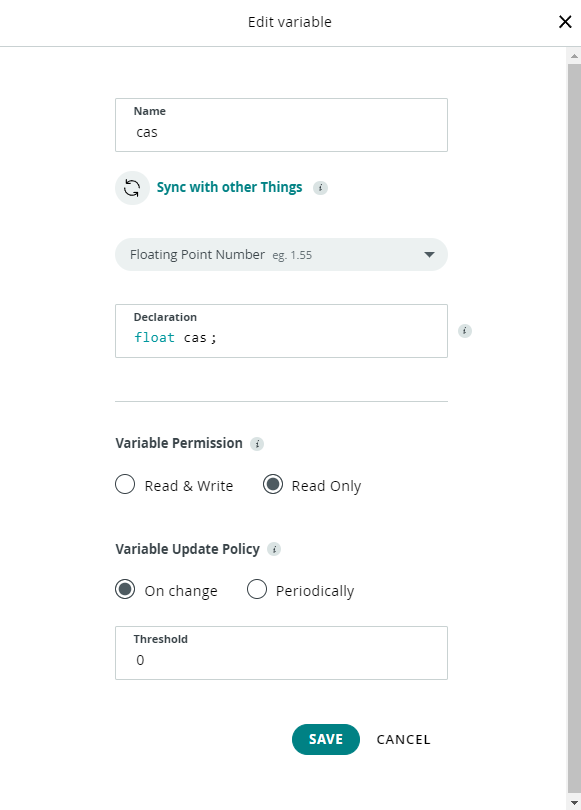 Edit variable
Name
cas
Sync with other Things i
Floating Point Number eg. 1.55
Declaration
float cas;
i
Variable Permission i
Read & Write Read Only
Variable Update Policy i
On change Periodically
Threshold
0
SAVE CANCEL